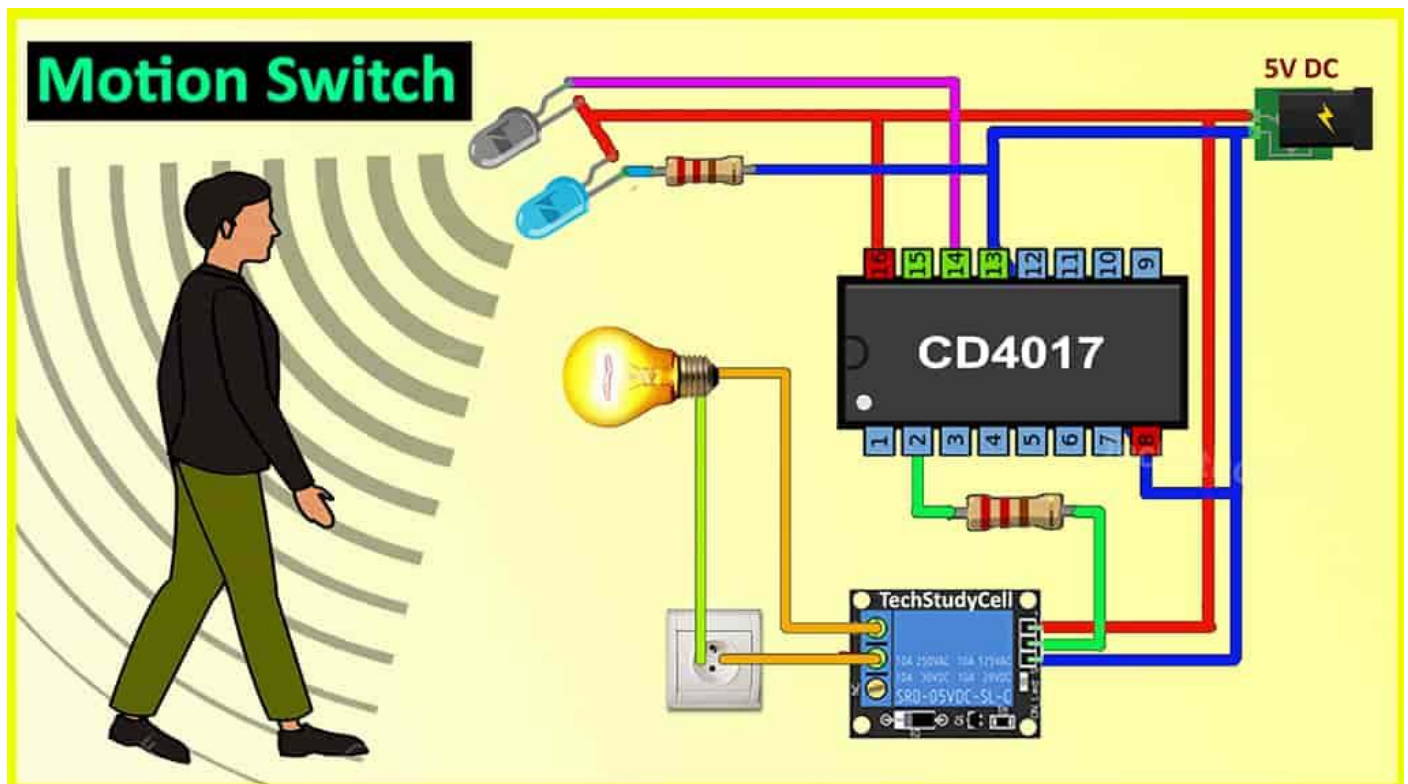 Motion Switch
5V DC
16 15 14 13 12 11 10 9
CD4017
1 2 3 4 5 6 7 8
TechStudyCell
10A 250VAC 10A 125VAC
10A 30VDC 10A 28VDC
SRD-05VDC-SL-C